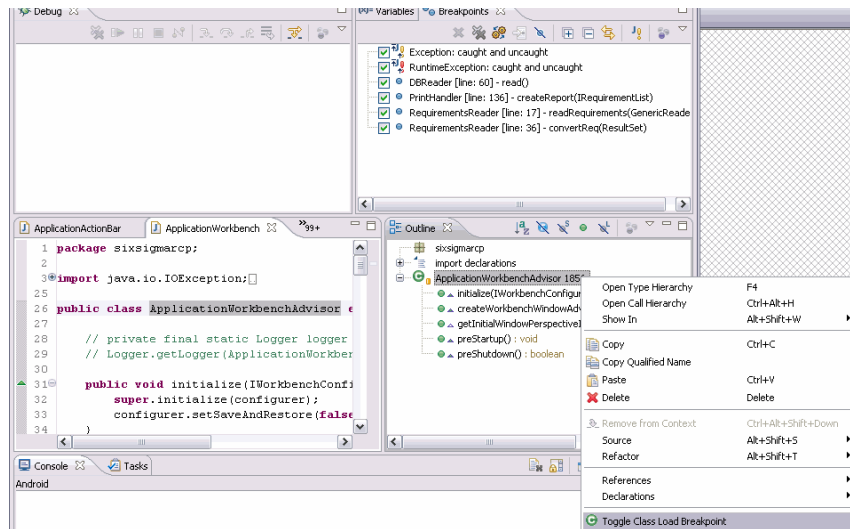 Debug
Variables Breakpoints
Exception: caught and uncaught
RuntimeException: caught and uncaught
DBReader [line: 60] - read()
PrintHandler [line: 136] - createReport(IRequirementList)
RequirementsReader [line: 17] - readRequirements(GenericReade
RequirementsReader [line: 36] - convertReq(ResultSet)
ApplicationActionBar ApplicationWorkbench 99+
1 package sixsigmarcp;
2
3 import java.io.IOException;
25
26 public class ApplicationWorkbenchAdvisor e
27
28 // private final static Logger logger
29 // Logger.getLogger(ApplicationWorkber
30
31 public void initialize(IWorkbenchConfi
32 super.initialize(configurer);
33 configurer.setSaveAndRestore(false
34 }
Outline
sixsigmarcp
import declarations
ApplicationWorkbenchAdvisor 1851
initialize(IWorkbenchConfigur
createWorkbenchWindowAdv
getInitialWindowPerspectiveI
preStartup() : void
preShutdown() : boolean
Open Type Hierarchy F4
Open Call Hierarchy Ctrl+Alt+H
Show In Alt+Shift+W
Copy Ctrl+C
Copy Qualified Name
Paste Ctrl+V
Delete Delete
Remove from Context Ctrl+Alt+Shift+Down
Source Alt+Shift+S
Refactor Alt+Shift+T
References
Declarations
Toggle Class Load Breakpoint
Console Tasks
Android